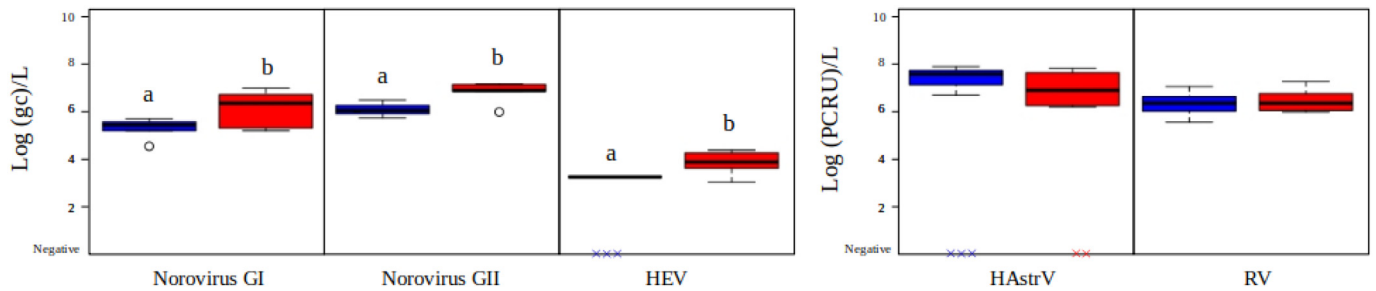 Log (gc)/L
10
8
6
4
2
Negative
a
b
a
b
a
b
Norovirus GI
Norovirus GII
HEV
Log (PCRU)/L
10
8
6
4
2
Negative
HAstrV
RV